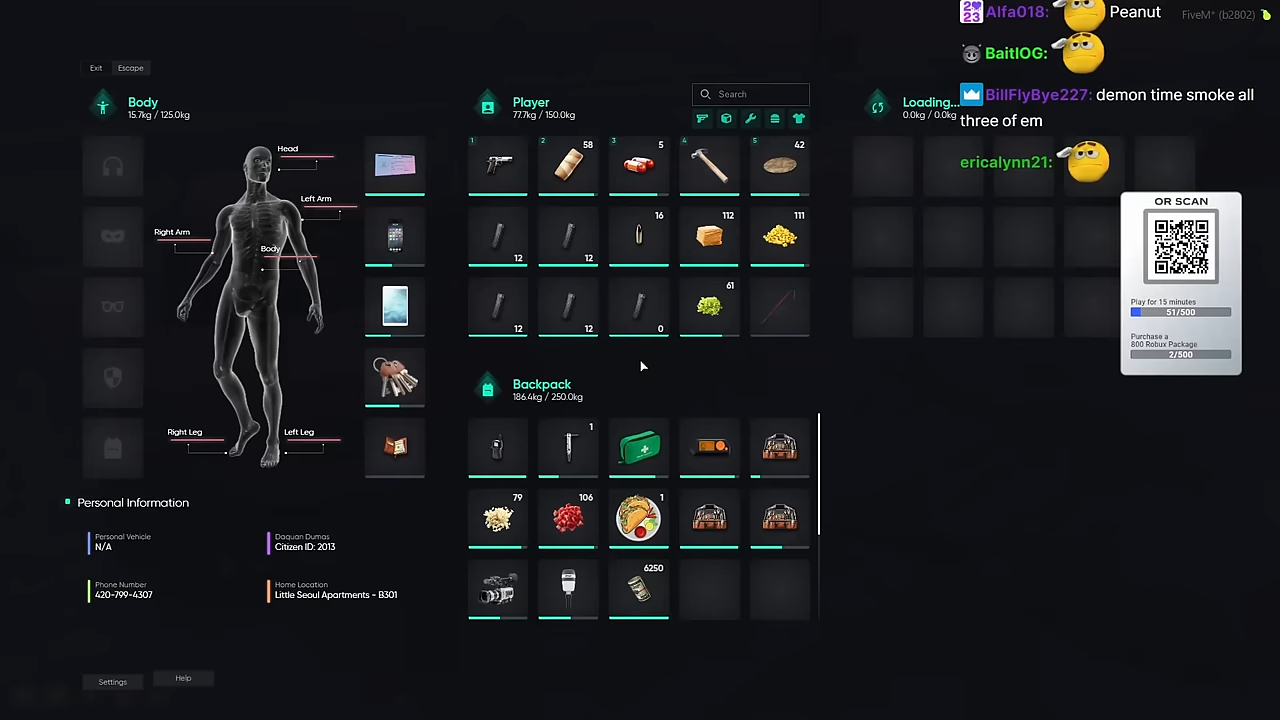 Alfa018: Peanut
FiveM* (b2802)
BaitIOG:
BillFlyBye227: demon time smoke all
three of em
ericalynn21:
Exit
Escape
Body
15.7kg / 125.0kg
Player
77.7kg / 150.0kg
Search
Loading...
0.0kg / 0.0kg
Head
Left Arm
Right Arm
Body
Right Leg
Left Leg
1
2
58
3
5
4
5
42
12
12
16
112
111
12
12
0
61
Backpack
186.4kg / 250.0kg
1
79
106
1
6250
Personal Information
Personal Vehicle
N/A
Daquan Dumas
Citizen ID: 2013
Phone Number
420-799-4307
Home Location
Little Seoul Apartments - B301
Settings
Help
OR SCAN
Play for 15 minutes
51/500
Purchase a
800 Robux Package
2/500